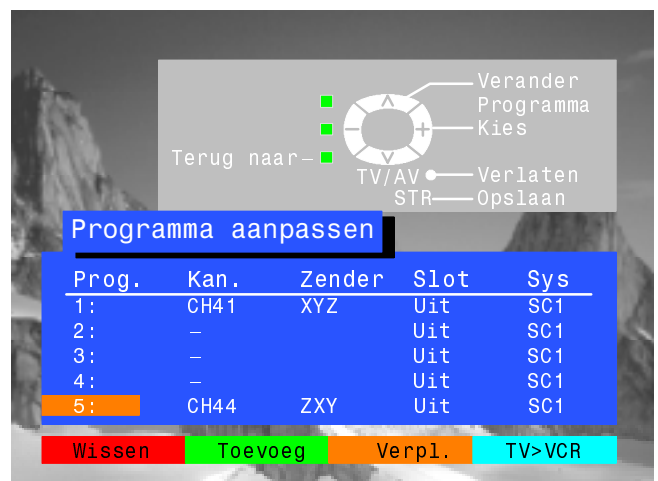 Verander
Programma
Kies
Terug naar
TV/AV Verlaten
STR Opslaan
Programma aanpassen
Prog. Kan. Zender Slot Sys
1: CH41 XYZ Uit SC1
2: – Uit SC1
3: – Uit SC1
4: – Uit SC1
5: CH44 ZXY Uit SC1
Wissen Toevoeg Verpl. TV>VCR